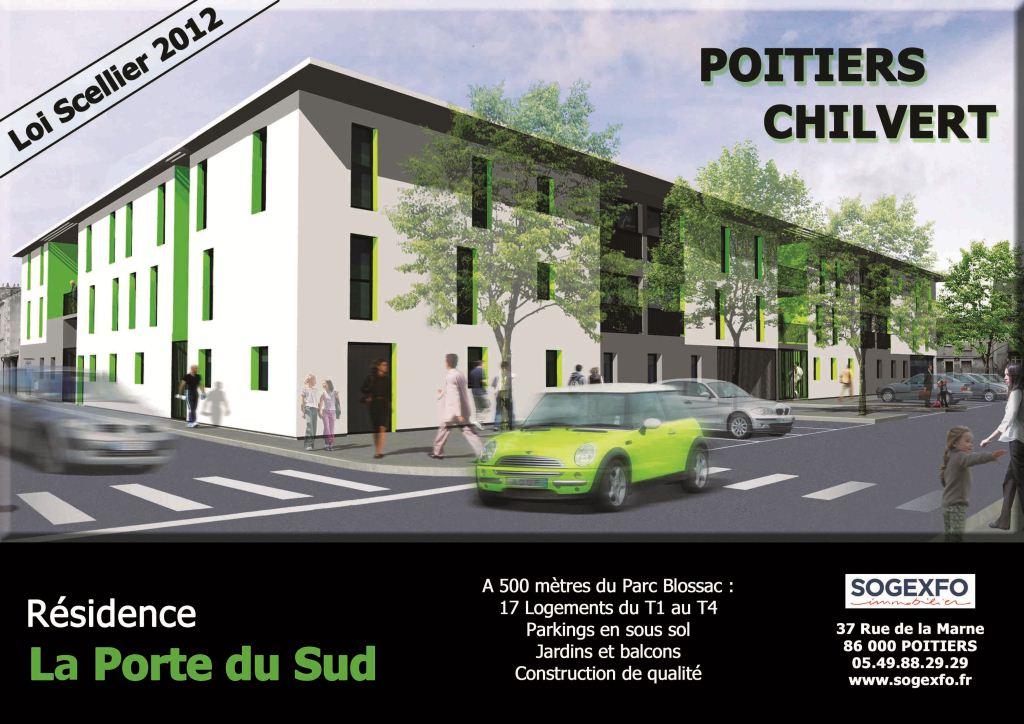 Loi Scellier 2012
POITIERS
CHILVERT
Résidence
La Porte du Sud
A 500 mètres du Parc Blossac :
17 Logements du T1 au T4
Parkings en sous sol
Jardins et balcons
Construction de qualité
SOGEXFO
immobilier
37 Rue de la Marne
86 000 POITIERS
05.49.88.29.29
www.sogexfo.fr